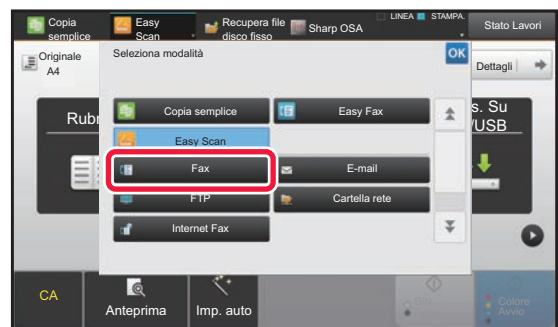 Copia semplice
Easy Scan
Recupera file disco fisso
Sharp OSA
LINEA
STAMPA.
Stato Lavori
Originale
A4
Seleziona modalità
OK
Dettagli
Rubr
s. Su
/USB
Copia semplice
Easy Fax
Easy Scan
Fax
E-mail
FTP
Cartella rete
Internet Fax
CA
Anteprima
Imp. auto
B/N
Colore
Avvio